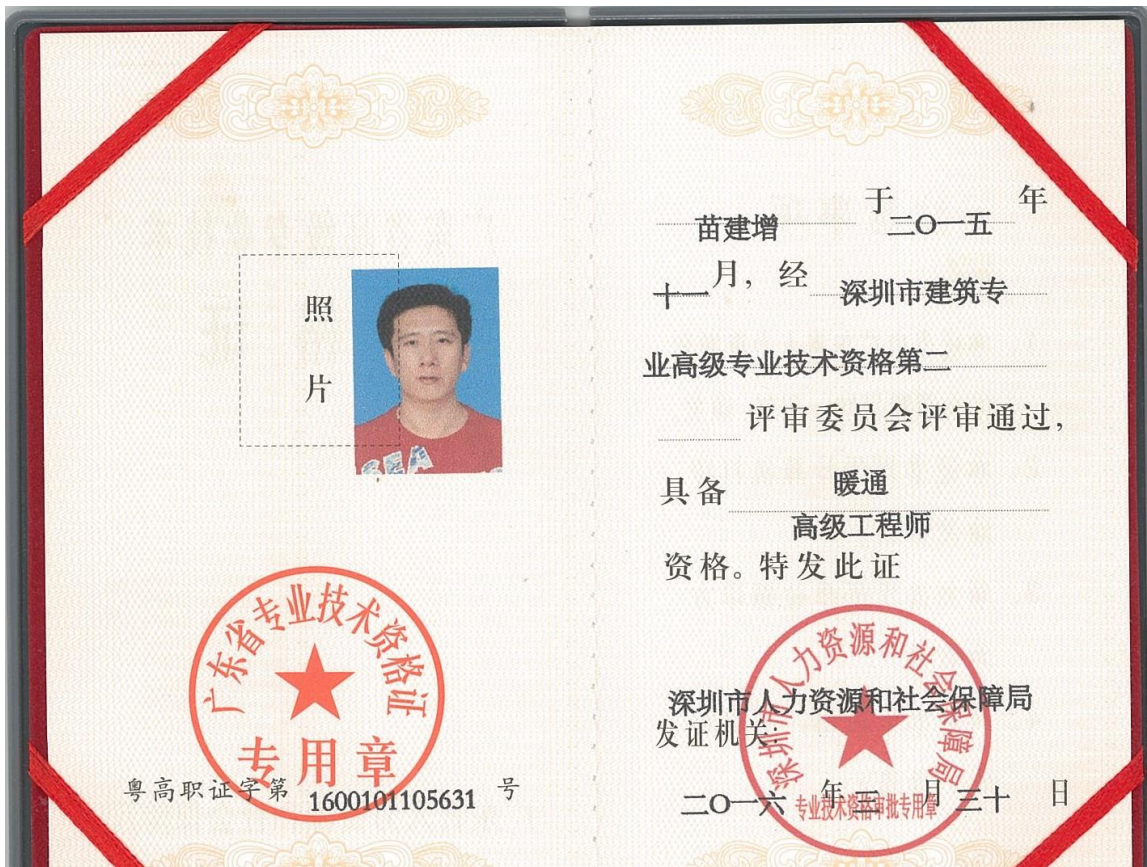 照
片
SEA
广东省专业技术资格证
专用章
粤高职证字第 1600101105631 号
苗建增 于 二〇一五 年
十一 月，经 深圳市建筑专
业高级专业技术资格第二
评审委员会评审通过，
具备 暖通
高级工程师
资格。特发此证
深圳市人力资源和社会保障局
深圳市人力资源和社会保障局
发证机关：
二〇一六 年 三 月 三十 日
专业技术资格审批专用章